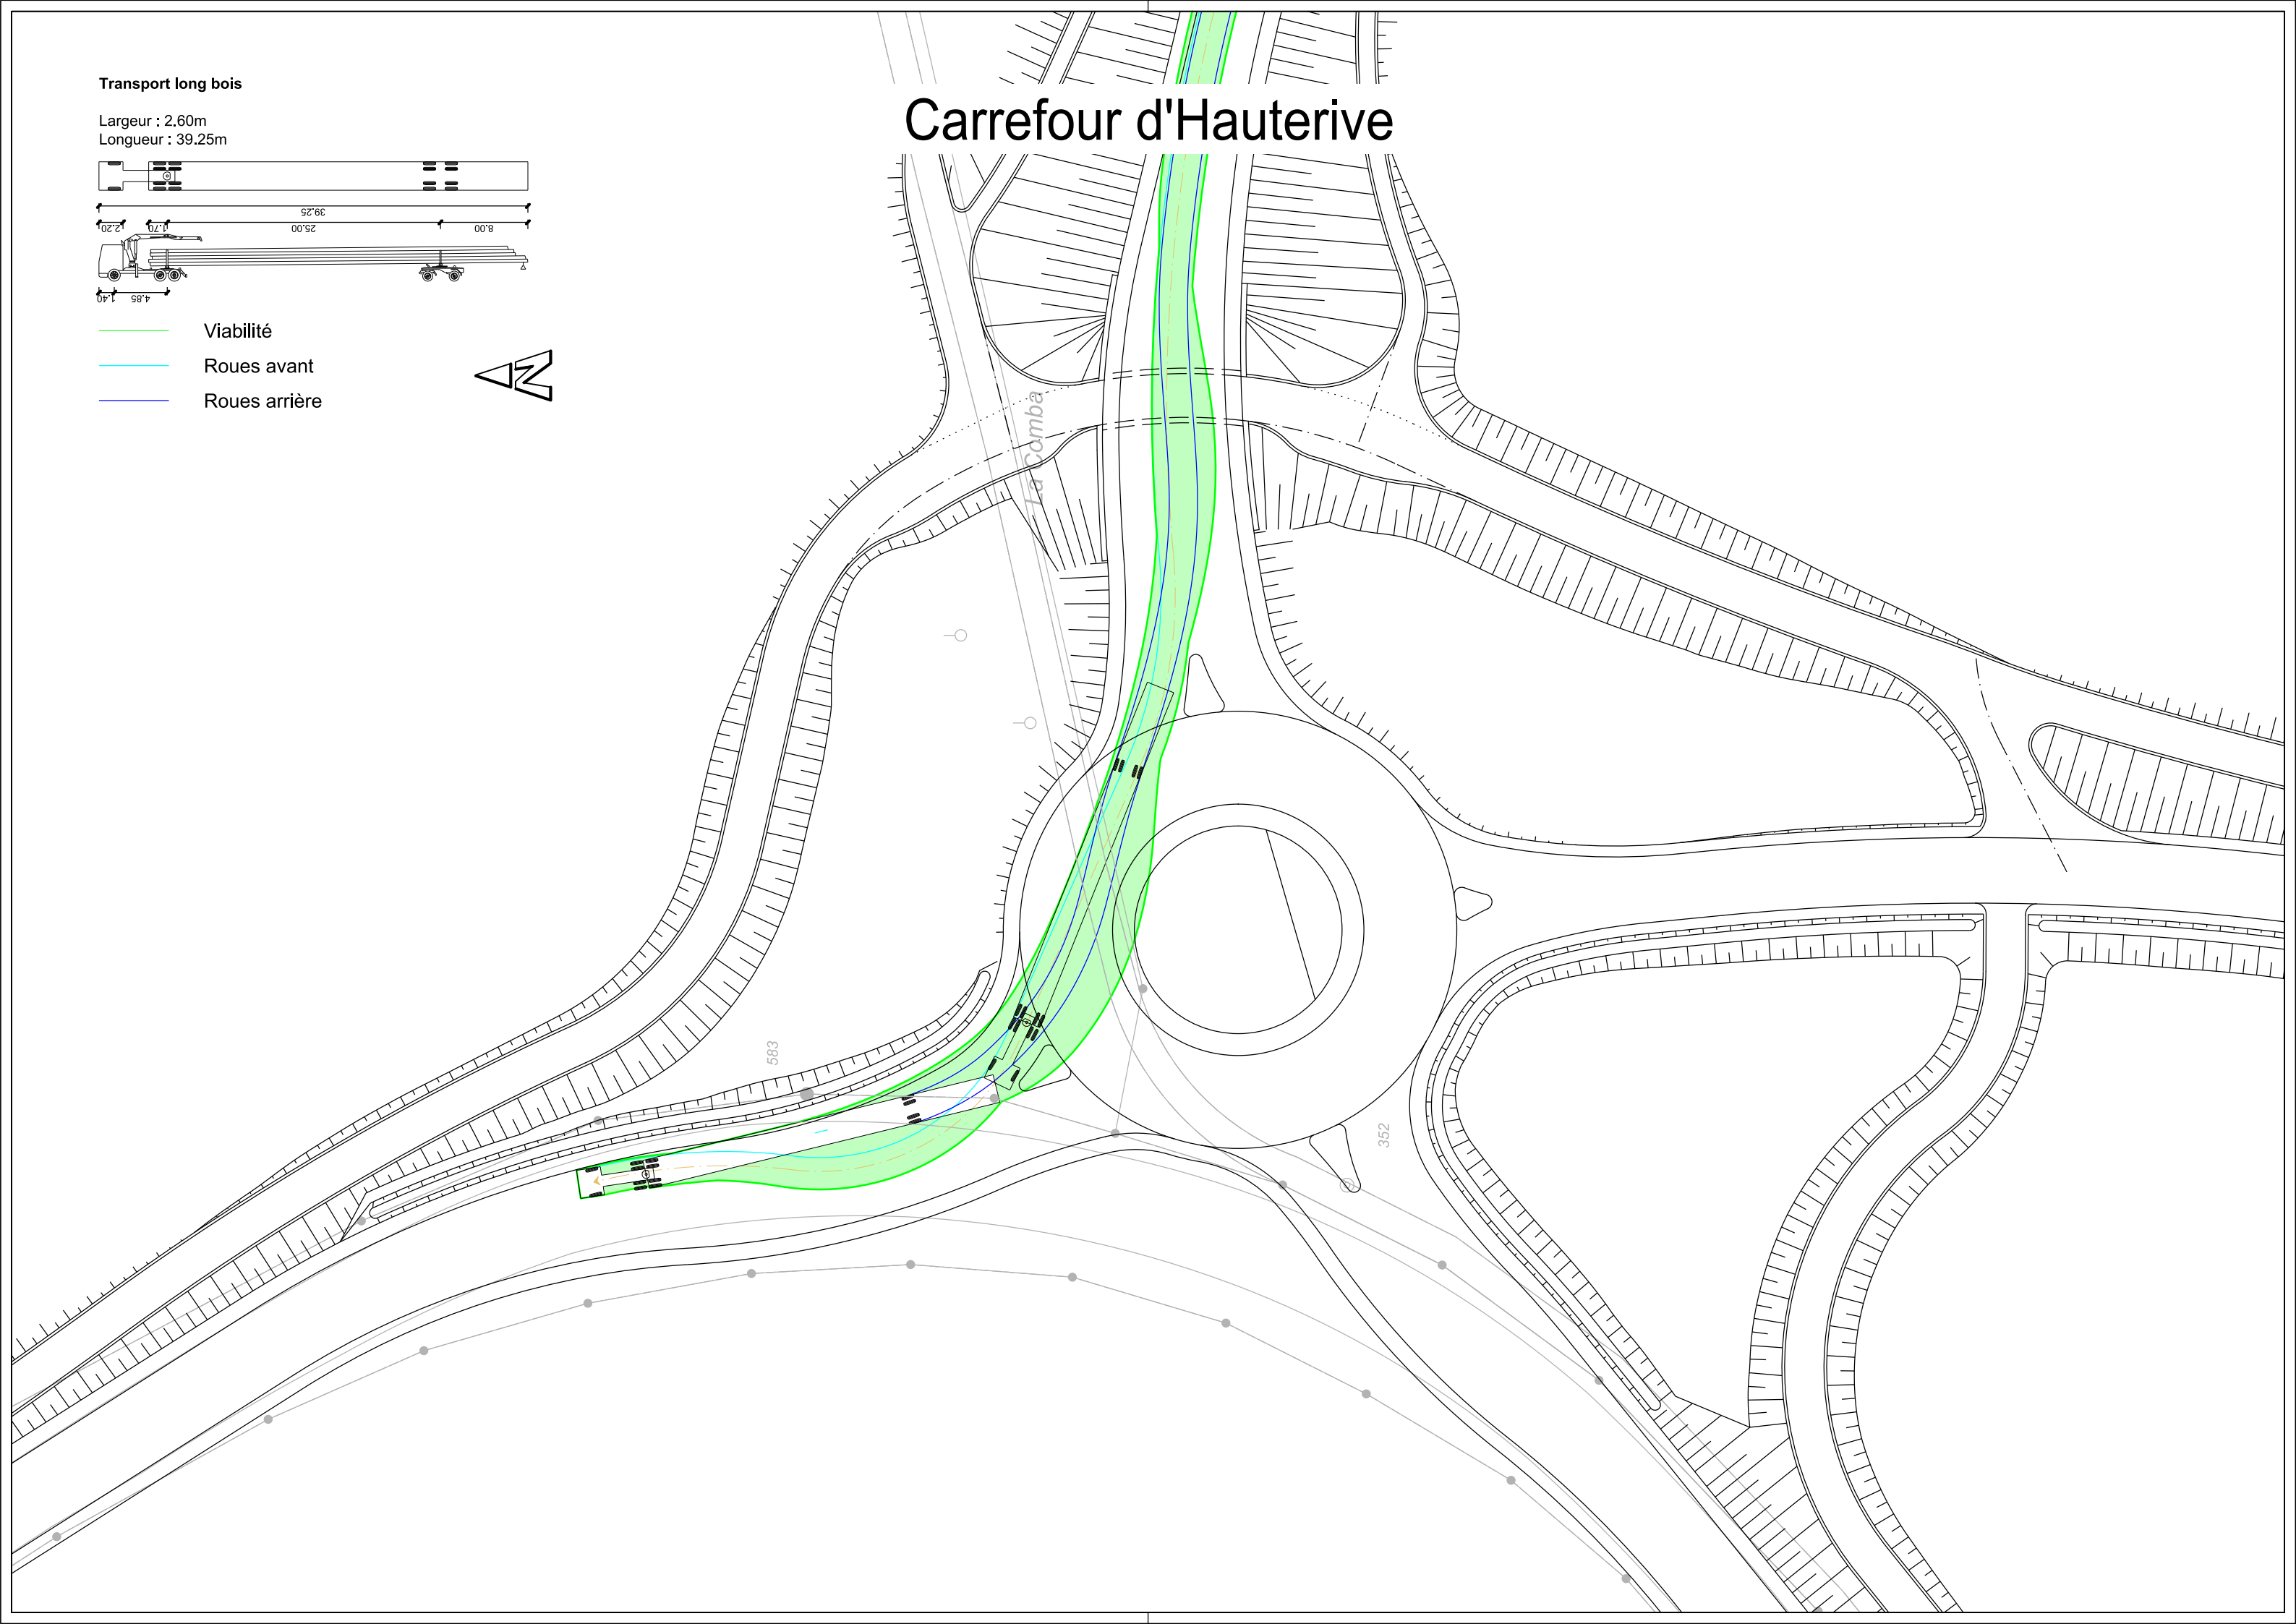 Carrefour d'Hauterive
Transport long bois
Largeur : 2.60m
Longueur : 39.25m
39.25
2.20
1.70
25.00
8.00
1.40
4.85
Viabilité
Roues avant
Roues arrière
N
La Comba
583
352